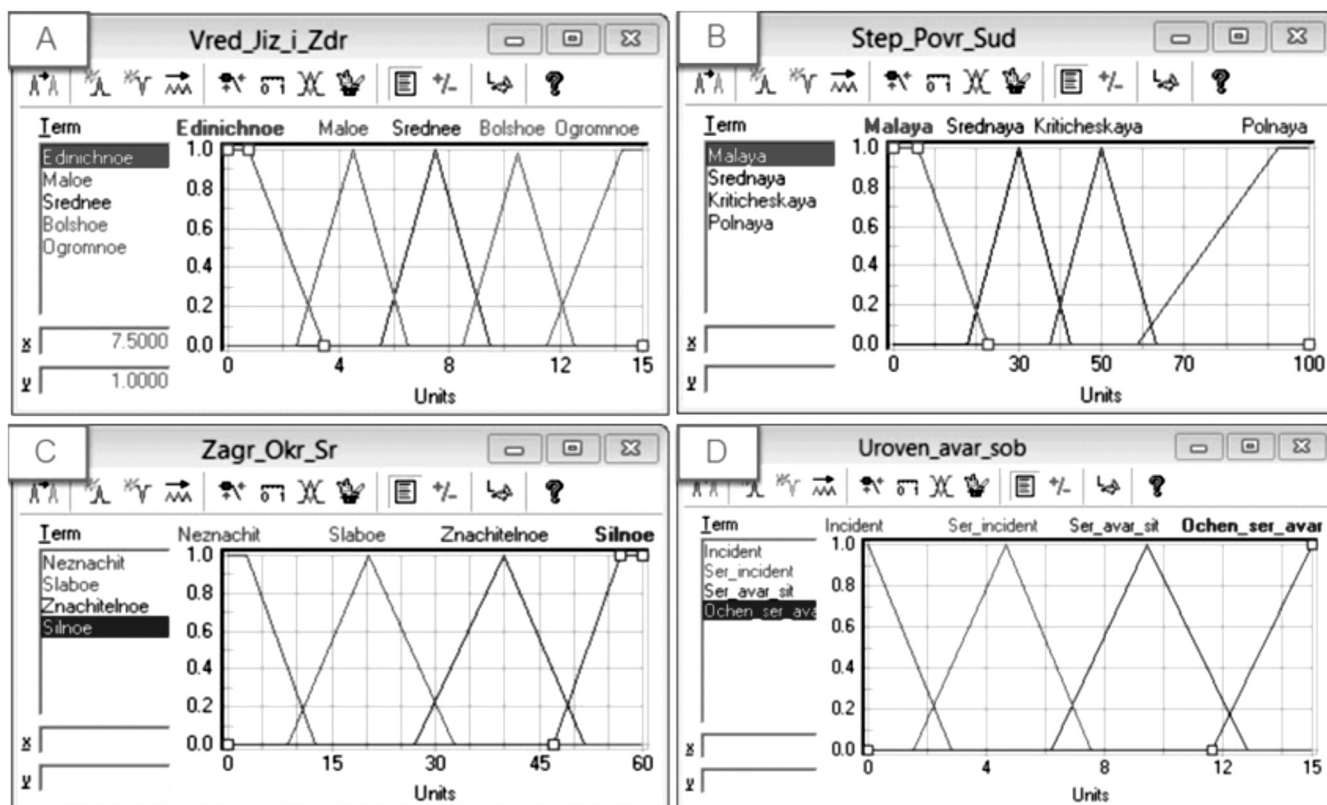 A
Vred_Jiz_i_Zdr
Term
Edinichnoe Maloe Srednee Bolshoe Ogromnoe
Edinichnoe
Maloe
Srednee
Bolshoe
Ogromnoe
1.0
0.8
0.6
0.4
0.2
0.0
x 7.5000
y 1.0000
0 4 8 12 15
Units
B
Step_Povr_Sud
Term
Malaya Srednaya Kriticheskaya Polnaya
Malaya
Srednaya
Kriticheskaya
Polnaya
1.0
0.8
0.6
0.4
0.2
0.0
x
y
0 30 50 70 100
Units
C
Zagr_Okr_Sr
Term
Neznachit Slaboe Znachitelnoe Silnoe
Neznachit
Slaboe
Znachitelnoe
Silnoe
1.0
0.8
0.6
0.4
0.2
0.0
x
y
0 15 30 45 60
Units
D
Uroven_avar_sob
Term
Incident Ser_incident Ser_avar_sit Ochen_ser_avar
Incident
Ser_incident
Ser_avar_sit
Ochen_ser_ava
1.0
0.8
0.6
0.4
0.2
0.0
x
y
0 4 8 12 15
Units